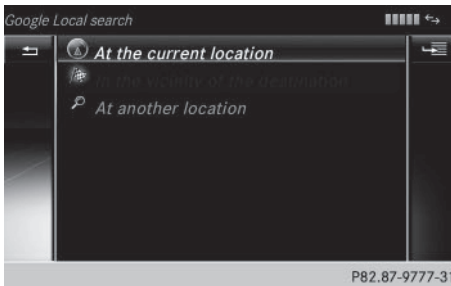 Google Local search
At the current location
In the vicinity of the destination
At another location
P82.87-9777-31